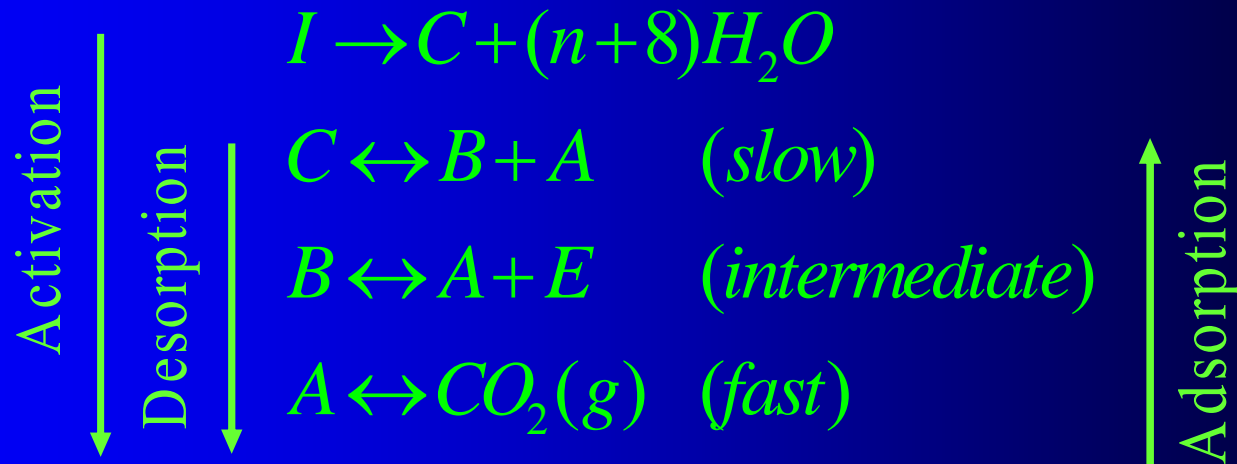 I → C + (n + 8)H₂O
C ↔ B + A (slow)
B ↔ A + E (intermediate)
A ↔ CO₂(g) (fast)
Activation
Desorption
Adsorption